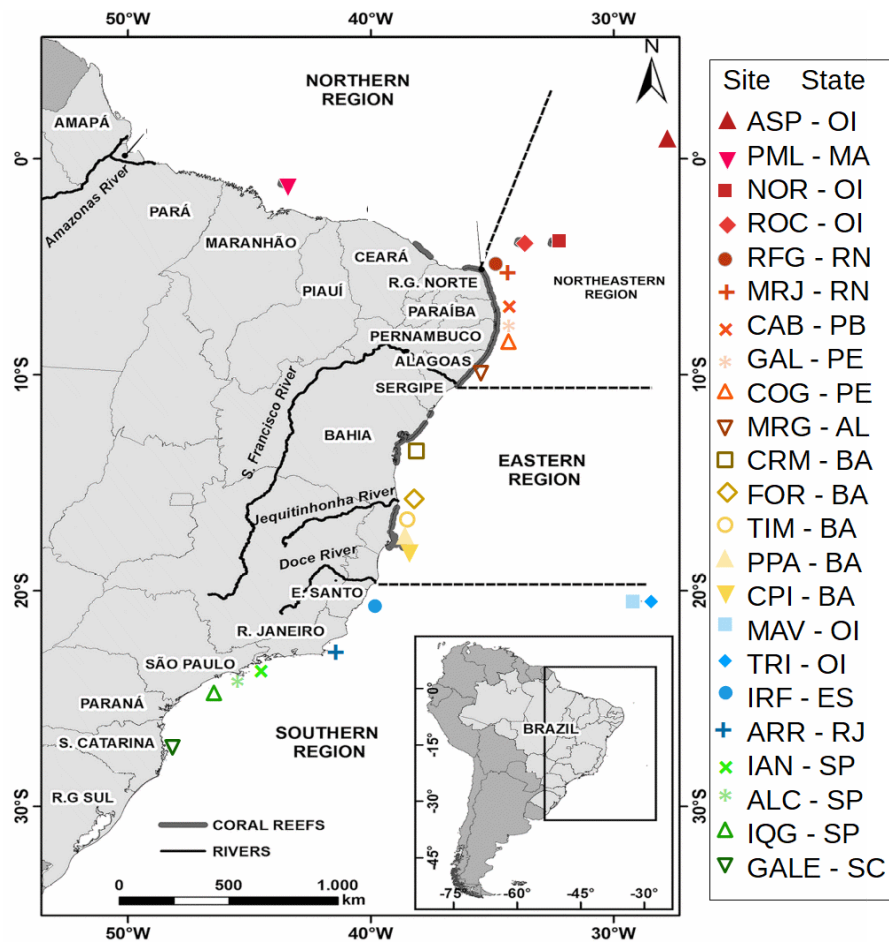 50°W 40°W 30°W
N
NORTHERN
REGION
AMAPÁ
0°
Amazonas River
PARÁ
MARANHÃO
CEARÁ
R.G. NORTE
NORTHEASTERN
REGION
PIAUÍ
PARAÍBA
PERNAMBUCO
ALAGOAS
10°S
SERGIPE
S. Francisco River
BAHIA
EASTERN
REGION
Jequitinhonha River
Doce River
20°S
E. SANTO
R. JANEIRO
SÃO PAULO
PARANÁ
SOUTHERN
REGION
S. CATARINA
R.G SUL
30°S
CORAL REEFS
RIVERS
0 500 1.000
km
50°W 40°W 30°W
BRAZIL
0°
-15°
-30°
-45°
-75° -60° -45° -30°
Site State
ASP - OI
PML - MA
NOR - OI
ROC - OI
RFG - RN
MRJ - RN
CAB - PB
GAL - PE
COG - PE
MRG - AL
CRM - BA
FOR - BA
TIM - BA
PPA - BA
CPI - BA
MAV - OI
TRI - OI
IRF - ES
ARR - RJ
IAN - SP
ALC - SP
IQG - SP
GALE - SC